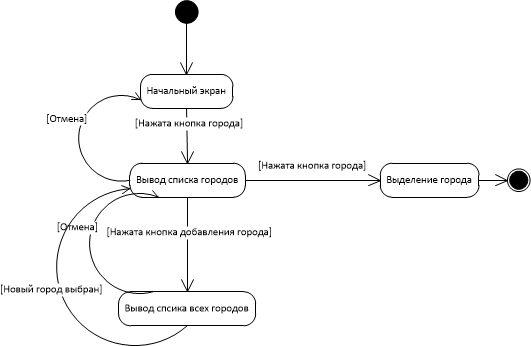 Начальный экран
[Отмена]
[Нажата кнопка города]
[Нажата кнопка города]
Вывод списка городов
Выделение города
[Отмена]
[Нажата кнопка добавления города]
[Новый город выбран]
Вывод спсика всех городов